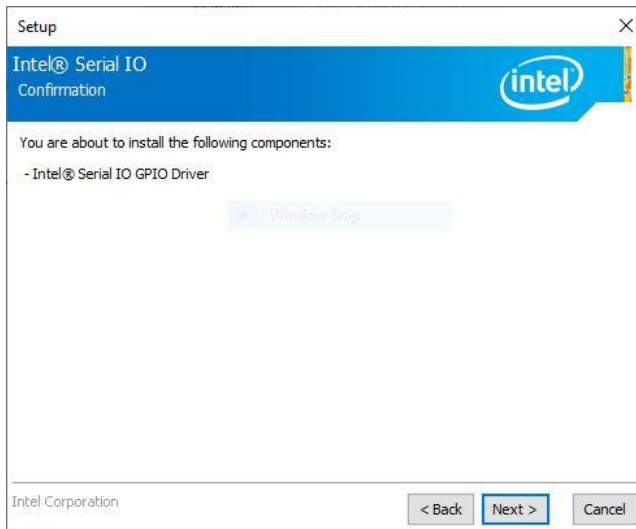 Setup
Intel® Serial IO
Confirmation
intel
You are about to install the following components:
- Intel® Serial IO GPIO Driver
Window Snip
Intel Corporation
< Back
Next >
Cancel